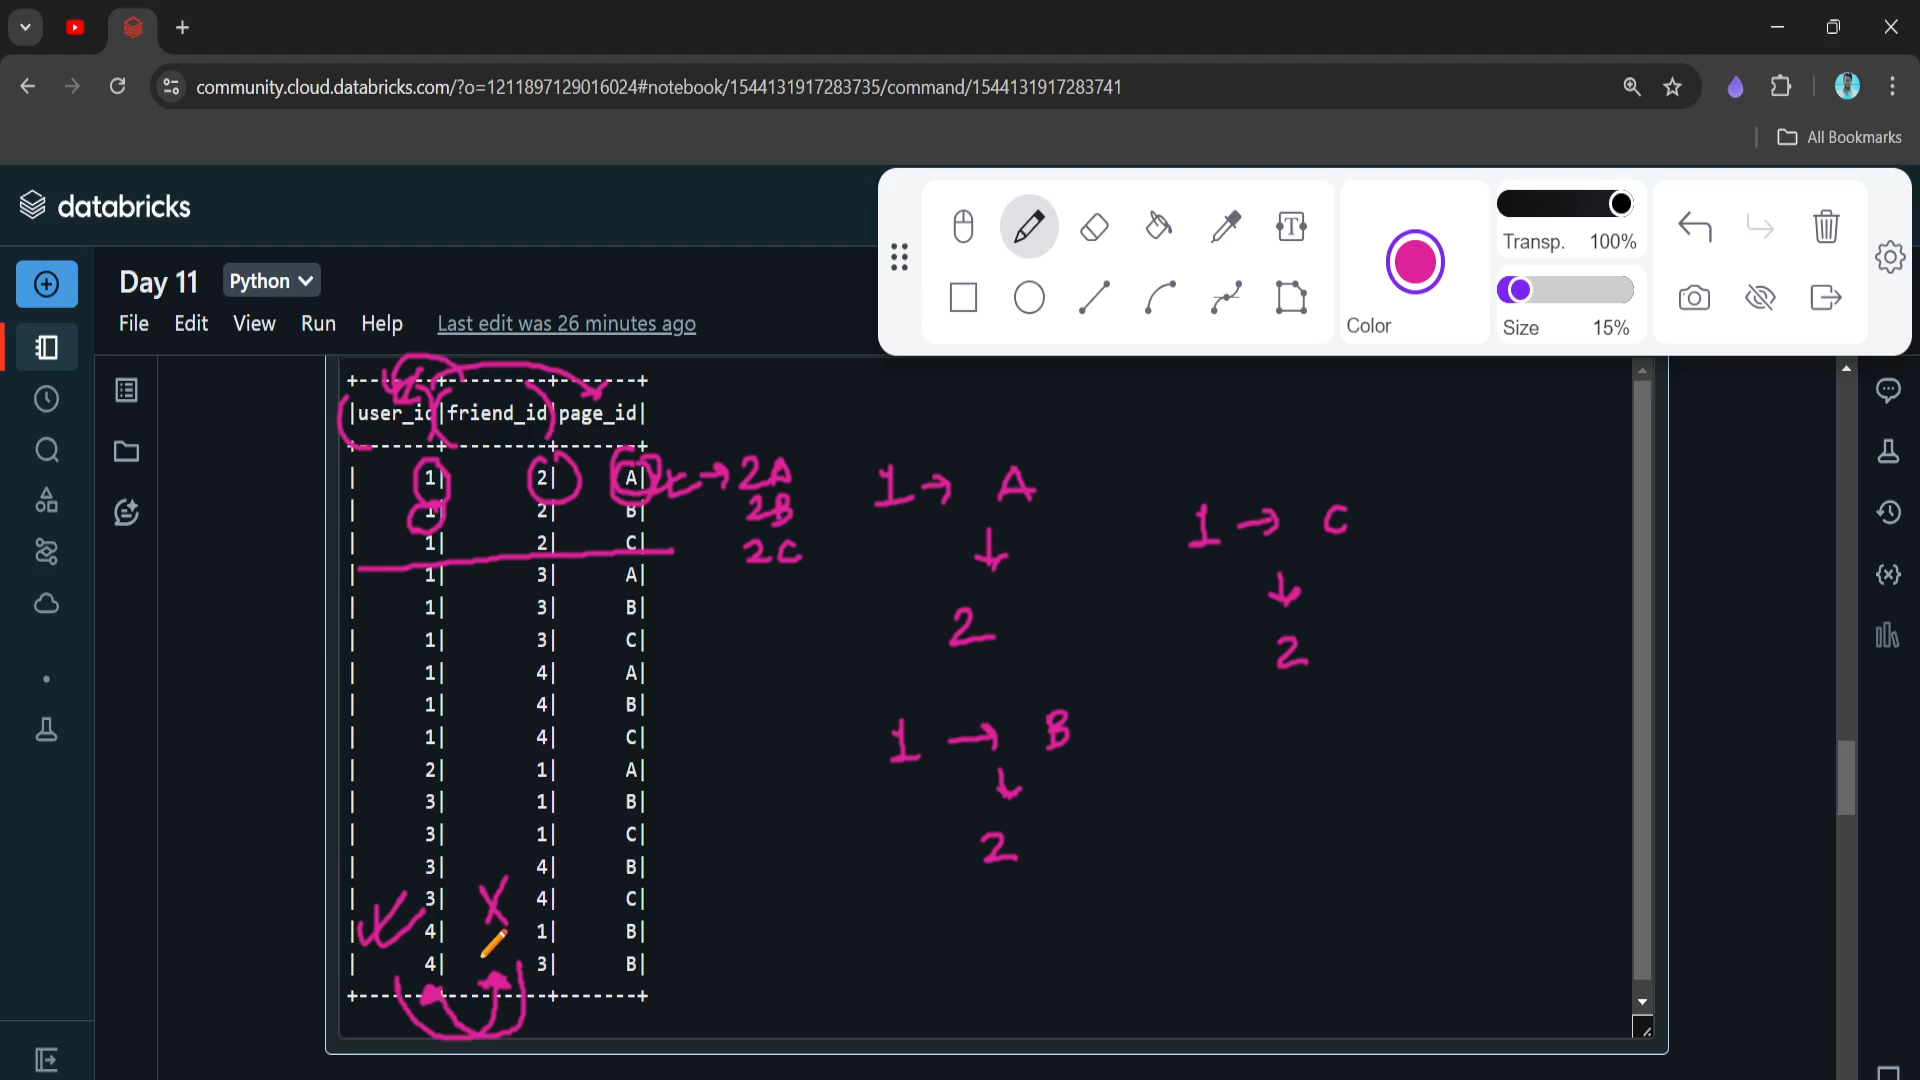 community.cloud.databricks.com/?o=1211897129016024#notebook/1544131917283735/command/1544131917283741
All Bookmarks
databricks
Transp. 100%
Color
Size 15%
Day 11 Python
File Edit View Run Help Last edit was 26 minutes ago
+-------+---------+-------+
|user_id|friend_id|page_id|
+-------+---------+-------+
| 1| 2| A| → 2A 1 → A
| 1| 2| B| 2B 1 → C
| 1| 2| C| 2C ↓
| 1| 3| A| ↓
| 1| 3| B| 2
| 1| 3| C| 2
| 1| 4| A|
| 1| 4| B|
| 1| 4| C| 1 → B
| 2| 1| A| ↓
| 3| 1| B|
| 3| 1| C| 2
| 3| 4| B|
| 3| 4| C| X
| 4| 1| B|
| 4| 3| B|
+-------+---------+-------+